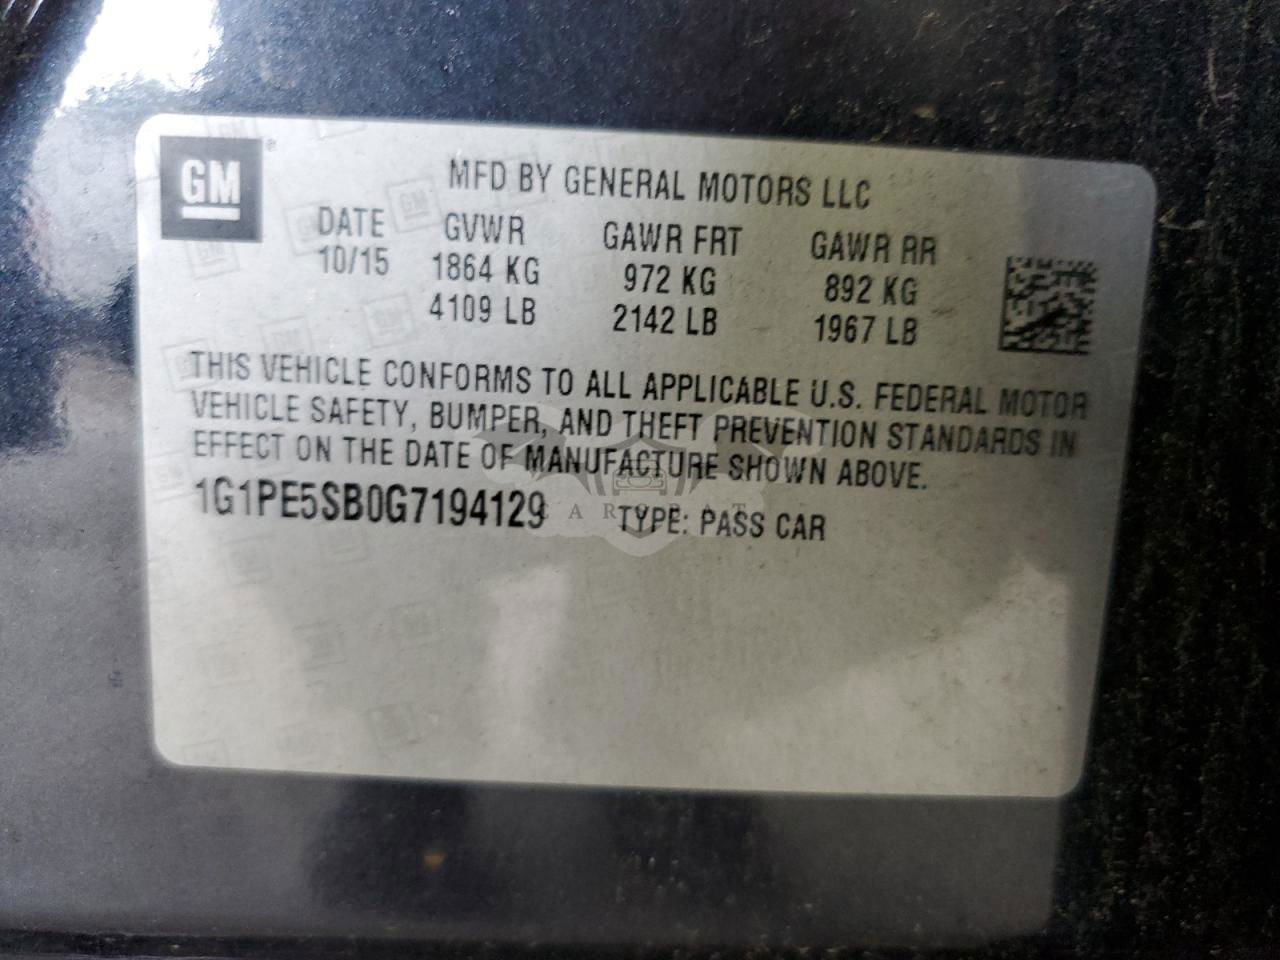 GM
MFD BY GENERAL MOTORS LLC
DATE GVWR GAWR FRT GAWR RR
10/15 1864 KG 972 KG 892 KG
4109 LB 2142 LB 1967 LB
THIS VEHICLE CONFORMS TO ALL APPLICABLE U.S. FEDERAL MOTOR
VEHICLE SAFETY, BUMPER, AND THEFT PREVENTION STANDARDS IN
EFFECT ON THE DATE OF MANUFACTURE SHOWN ABOVE.
1G1PE5SB0G7194129 TYPE: PASS CAR